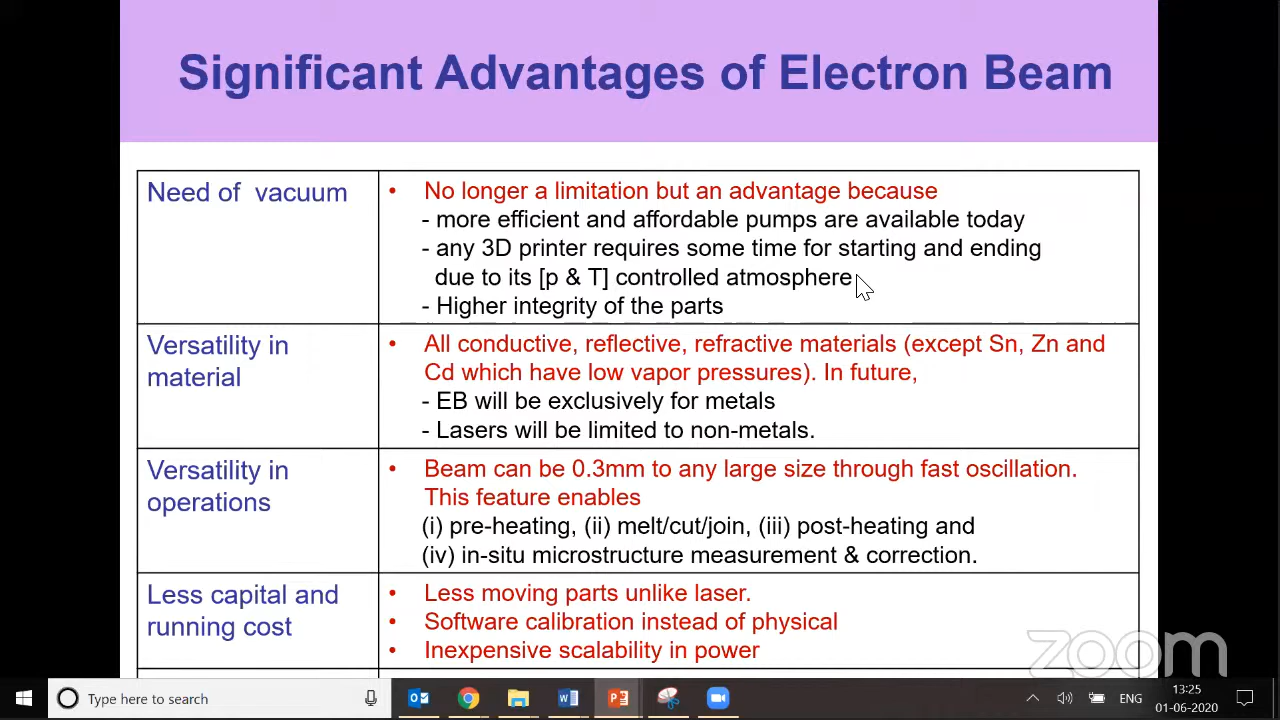 Significant Advantages of Electron Beam
Need of vacuum
• No longer a limitation but an advantage because
- more efficient and affordable pumps are available today
- any 3D printer requires some time for starting and ending
due to its [p & T] controlled atmosphere
- Higher integrity of the parts
Versatility in
material
• All conductive, reflective, refractive materials (except Sn, Zn and
Cd which have low vapor pressures). In future,
- EB will be exclusively for metals
- Lasers will be limited to non-metals.
Versatility in
operations
• Beam can be 0.3mm to any large size through fast oscillation.
This feature enables
(i) pre-heating, (ii) melt/cut/join, (iii) post-heating and
(iv) in-situ microstructure measurement & correction.
Less capital and
running cost
• Less moving parts unlike laser.
• Software calibration instead of physical
• Inexpensive scalability in power
zoom
Type here to search
ENG
13:25
01-06-2020